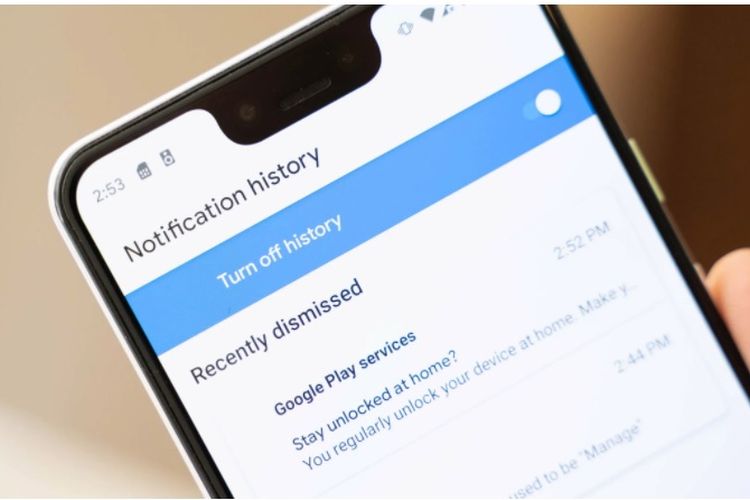 2:53
Notification history
Turn off history
Recently dismissed
2:52 PM
Google Play services
Stay unlocked at home?
You regularly unlock your device at home. Make y...
2:44 PM
used to be "Manage"